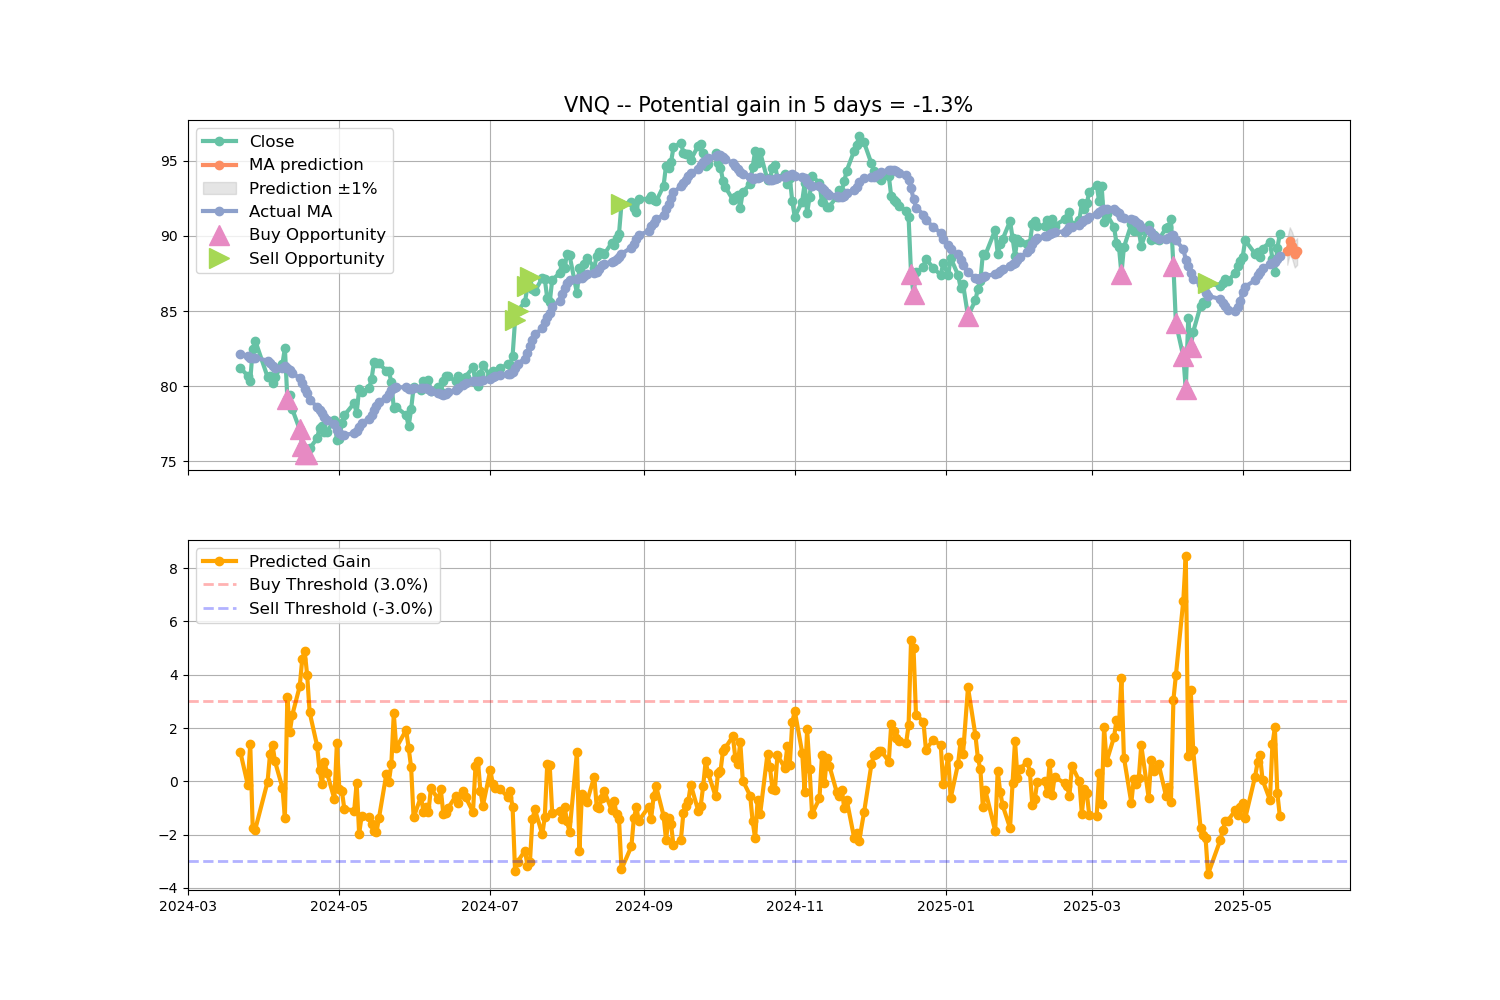 VNQ -- Potential gain in 5 days = -1.3%
Close
MA prediction
Prediction ±1%
Actual MA
Buy Opportunity
Sell Opportunity
95
90
85
80
75
Predicted Gain
Buy Threshold (3.0%)
Sell Threshold (-3.0%)
8
6
4
2
0
−2
−4
2024-03
2024-05
2024-07
2024-09
2024-11
2025-01
2025-03
2025-05